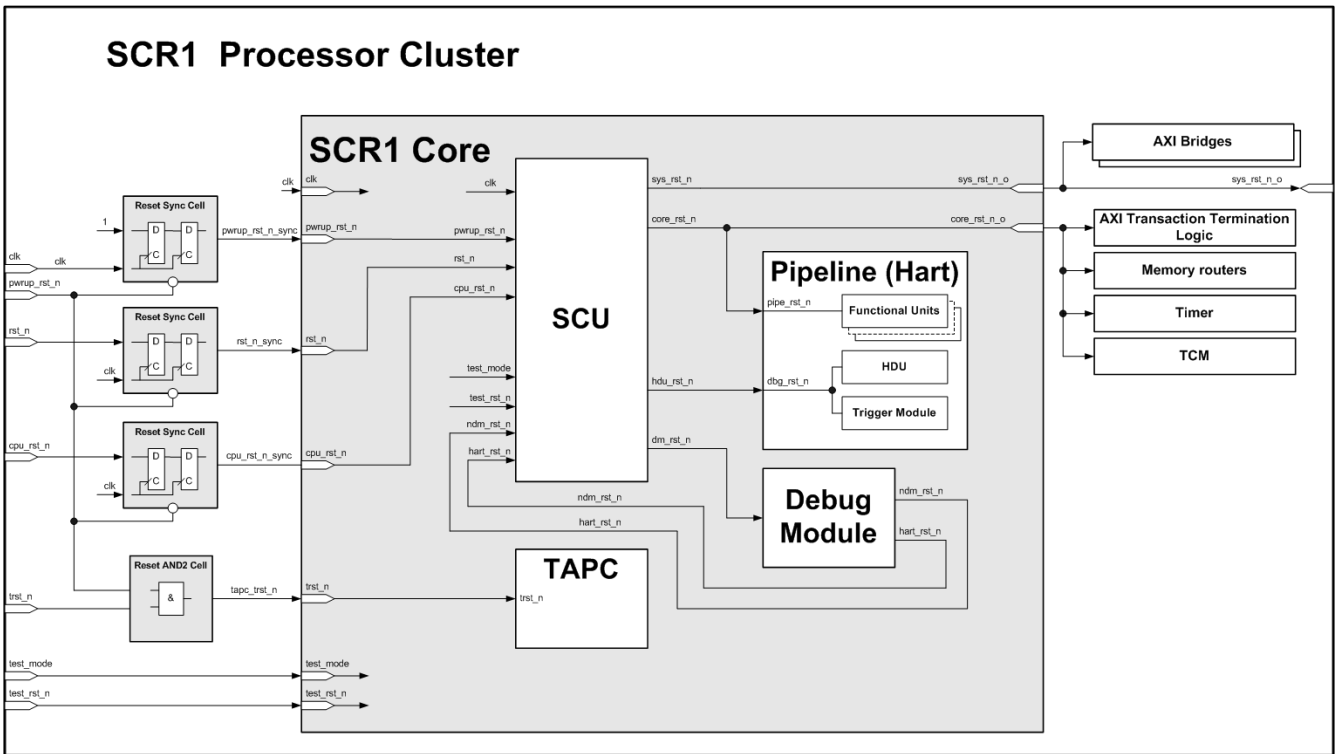 SCR1 Processor Cluster
SCR1 Core
clk
clk
clk
sys_rst_n
sys_rst_n_o
AXI Bridges
sys_rst_n_o
Reset Sync Cell
1
D
D
C
C
pwrup_rst_n_sync
pwrup_rst_n
pwrup_rst_n
core_rst_n
core_rst_n_o
AXI Transaction Termination
Logic
clk
clk
pwrup_rst_n
rst_n
Pipeline (Hart)
Memory routers
cpu_rst_n
SCU
pipe_rst_n
Functional Units
Timer
Reset Sync Cell
rst_n
D
D
C
C
clk
rst_n_sync
rst_n
TCM
test_mode
HDU
hdu_rst_n
dbg_rst_n
test_rst_n
Trigger Module
ndm_rst_n
dm_rst_n
hart_rst_n
Reset Sync Cell
cpu_rst_n
D
D
C
C
clk
cpu_rst_n_sync
cpu_rst_n
Debug
Module
ndm_rst_n
hart_rst_n
ndm_rst_n
hart_rst_n
TAPC
trst_n
Reset AND2 Cell
&
trst_n
tapc_trst_n
trst_n
test_mode
test_mode
test_rst_n
test_rst_n